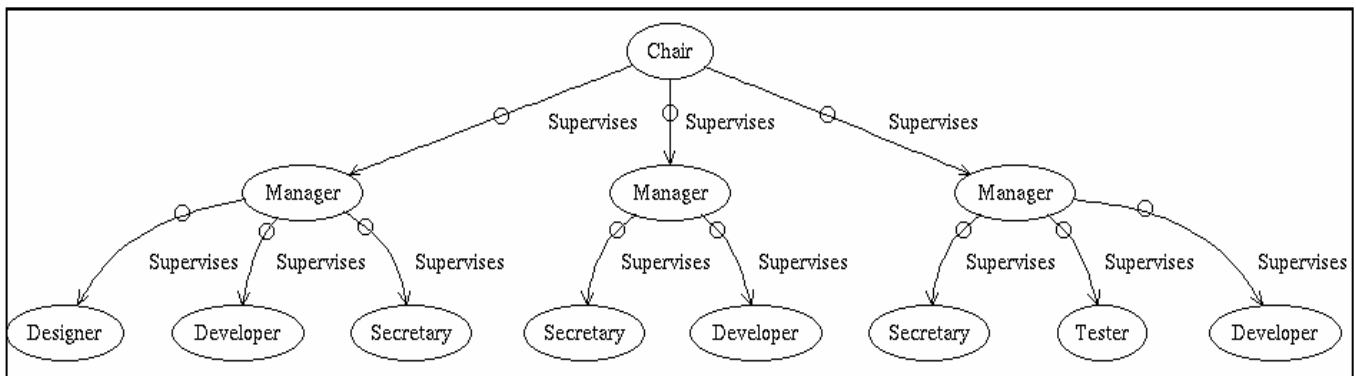 Chair
Supervises Supervises Supervises
Manager Manager Manager
Supervises Supervises Supervises Supervises Supervises Supervises Supervises Supervises
Designer Developer Secretary Secretary Developer Secretary Tester Developer